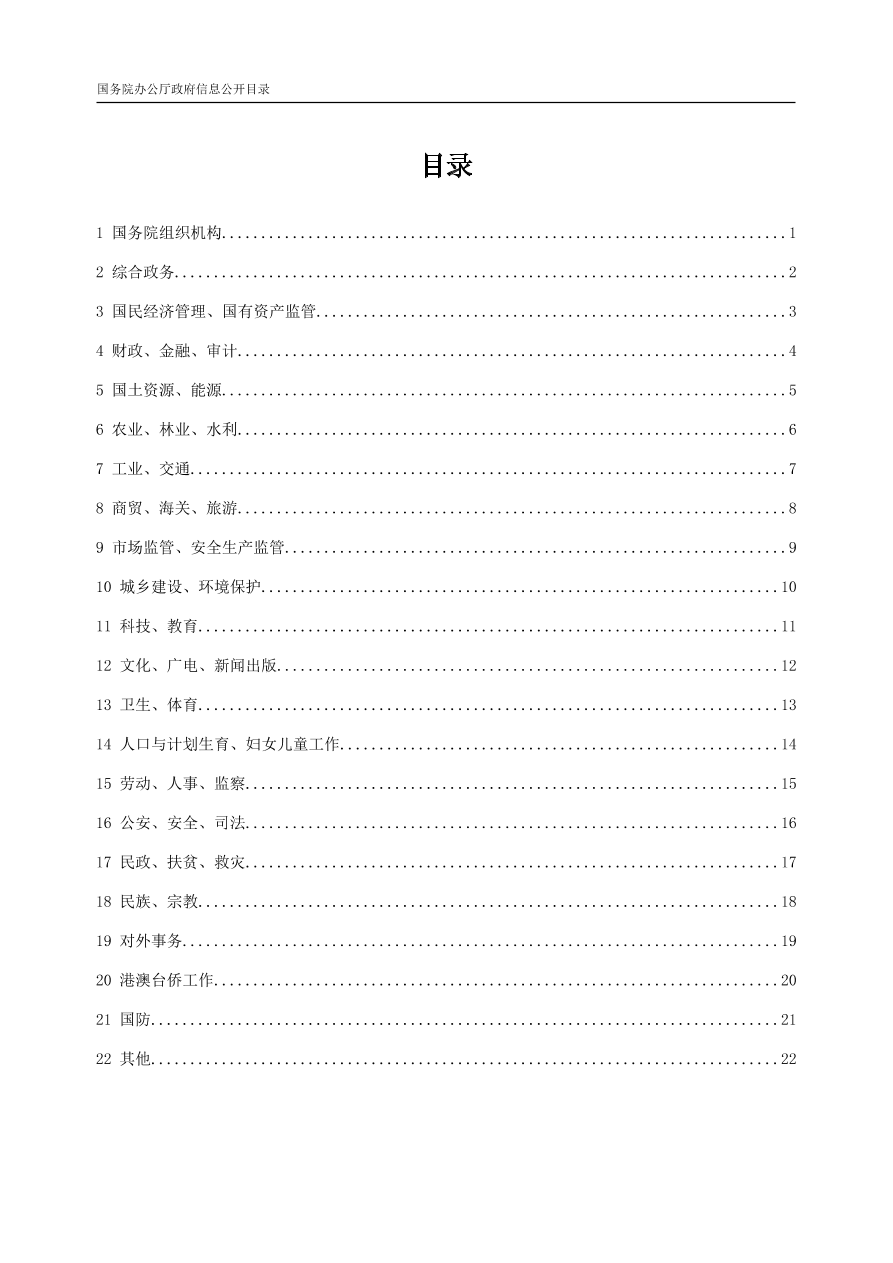 国务院办公厅政府信息公开目录
目录
1 国务院组织机构........................................................................1
2 综合政务..............................................................................2
3 国民经济管理、国有资产监管............................................................3
4 财政、金融、审计......................................................................4
5 国土资源、能源........................................................................5
6 农业、林业、水利......................................................................6
7 工业、交通............................................................................7
8 商贸、海关、旅游......................................................................8
9 市场监管、安全生产监管................................................................9
10 城乡建设、环境保护..................................................................10
11 科技、教育..........................................................................11
12 文化、广电、新闻出版................................................................12
13 卫生、体育..........................................................................13
14 人口与计划生育、妇女儿童工作........................................................14
15 劳动、人事、监察....................................................................15
16 公安、安全、司法....................................................................16
17 民政、扶贫、救灾....................................................................17
18 民族、宗教..........................................................................18
19 对外事务............................................................................19
20 港澳台侨工作........................................................................20
21 国防................................................................................21
22 其他................................................................................22